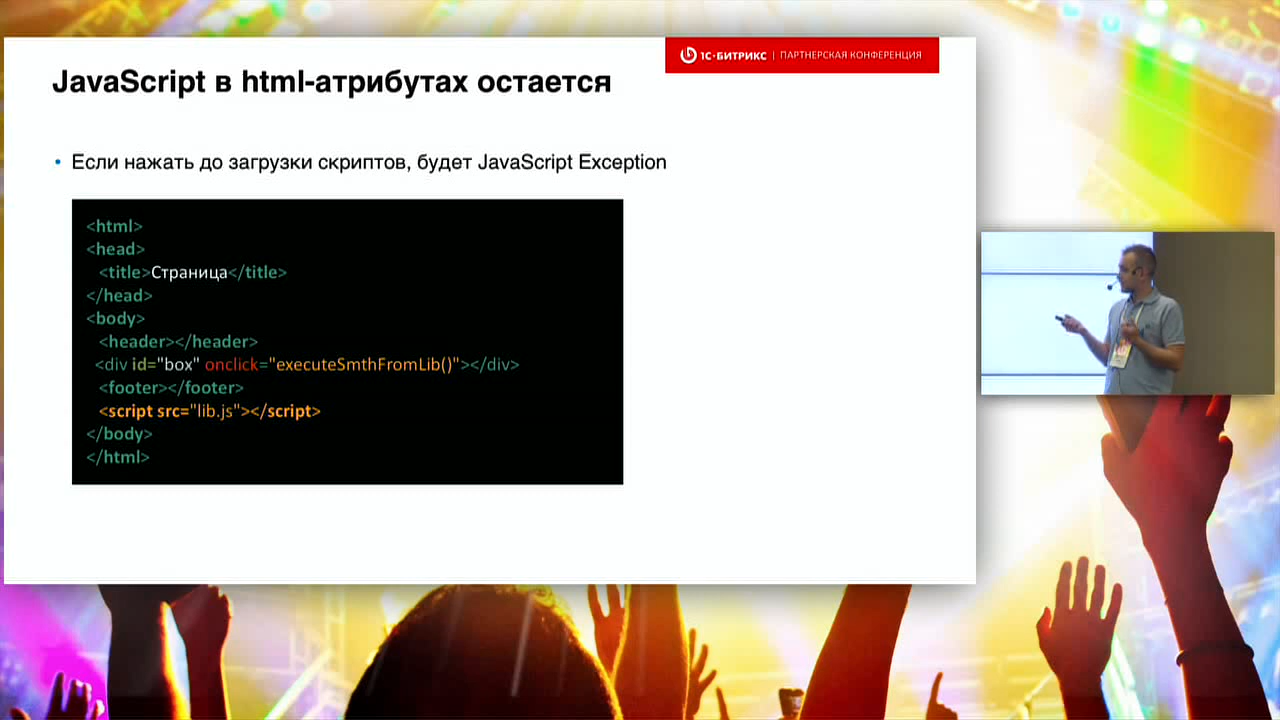 1С-БИТРИКС | ПАРТНЕРСКАЯ КОНФЕРЕНЦИЯ
JavaScript в html-атрибутах остается
• Если нажать до загрузки скриптов, будет JavaScript Exception
<html>
<head>
<title>Страница</title>
</head>
<body>
<header></header>
<div id="box" onclick="executeSmthFromLib()"></div>
<footer></footer>
<script src="lib.js"></script>
</body>
</html>